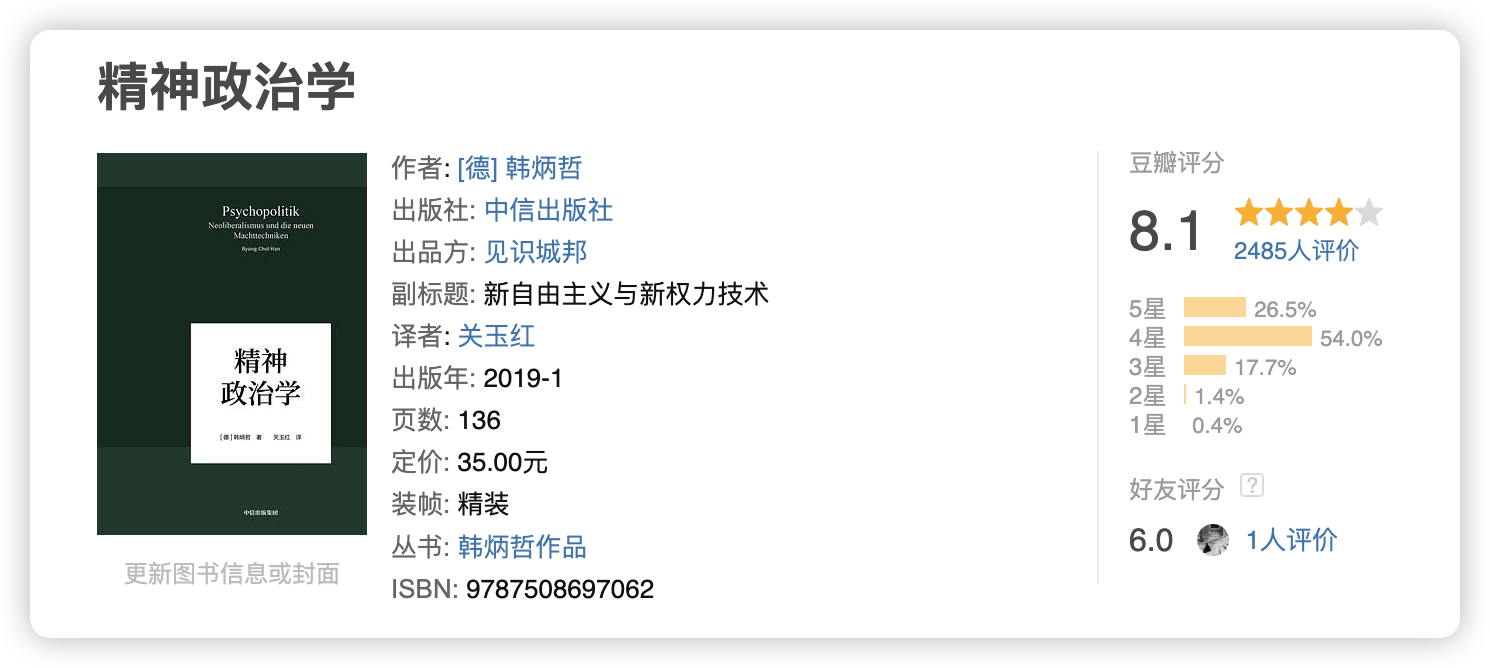 精神政治学
Psychopolitik
Neoliberalismus und die neuen
Machttechniken
Byung-Chul Han
精神
政治学
[德]韩炳哲 著 关玉红 译
中信出版集团
更新图书信息或封面
作者: [德] 韩炳哲
出版社: 中信出版社
出品方: 见识城邦
副标题: 新自由主义与新权力技术
译者: 关玉红
出版年: 2019-1
页数: 136
定价: 35.00元
装帧: 精装
丛书: 韩炳哲作品
ISBN: 9787508697062
豆瓣评分
8.1
2485人评价
5星 26.5%
4星 54.0%
3星 17.7%
2星 1.4%
1星 0.4%
好友评分 ?
6.0 1人评价